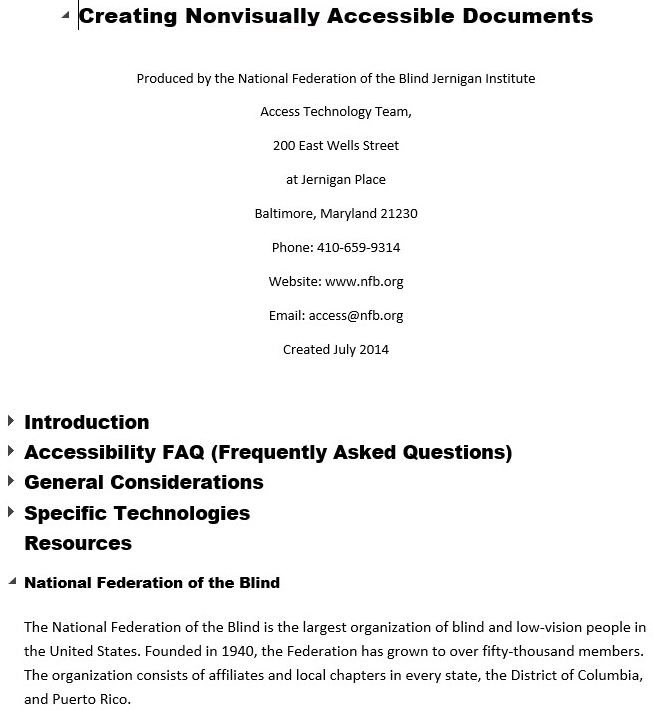 Creating Nonvisually Accessible Documents
Produced by the National Federation of the Blind Jernigan Institute
Access Technology Team,
200 East Wells Street
at Jernigan Place
Baltimore, Maryland 21230
Phone: 410-659-9314
Website: www.nfb.org
Email: access@nfb.org
Created July 2014
Introduction
Accessibility FAQ (Frequently Asked Questions)
General Considerations
Specific Technologies
Resources
National Federation of the Blind
The National Federation of the Blind is the largest organization of blind and low-vision people in
the United States. Founded in 1940, the Federation has grown to over fifty-thousand members.
The organization consists of affiliates and local chapters in every state, the District of Columbia,
and Puerto Rico.